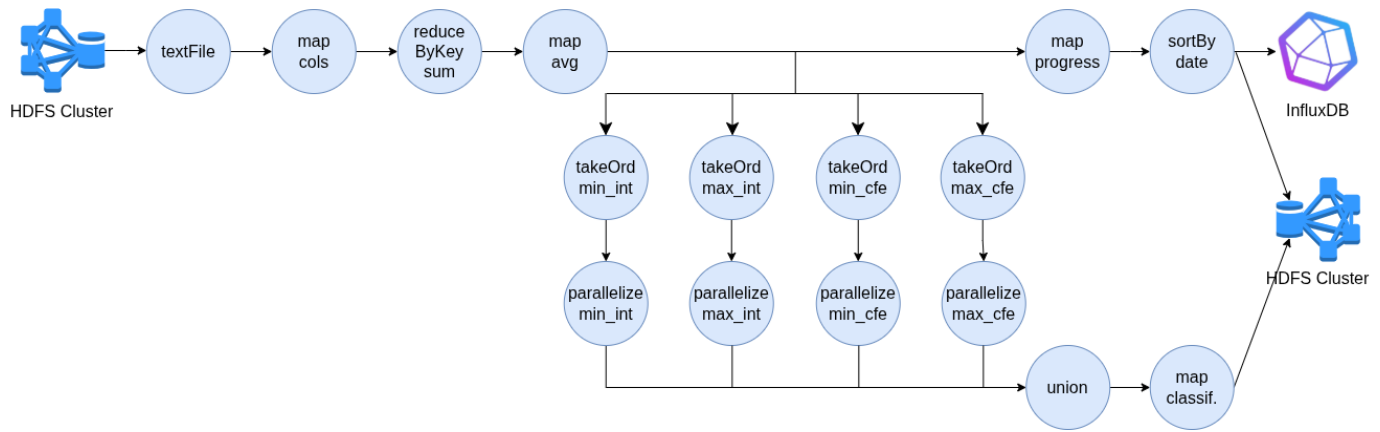 HDFS Cluster
textFile
map
cols
reduce
ByKey
sum
map
avg
map
progress
sortBy
date
InfluxDB
takeOrd
min_int
takeOrd
max_int
takeOrd
min_cfe
takeOrd
max_cfe
HDFS Cluster
parallelize
min_int
parallelize
max_int
parallelize
min_cfe
parallelize
max_cfe
union
map
classif.